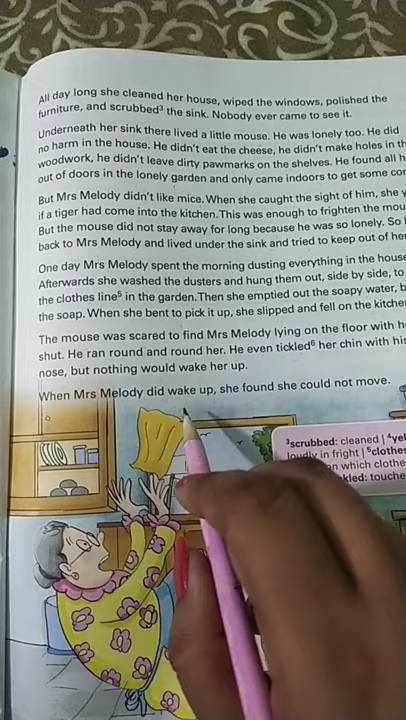 All day long she cleaned her house, wiped the windows, polished the
furniture, and scrubbed³ the sink. Nobody ever came to see it.
Underneath her sink there lived a little mouse. He was lonely too. He did
no harm in the house. He didn't eat the cheese, he didn't make holes in th
woodwork, he didn't leave dirty pawmarks on the shelves. He found all h
out of doors in the lonely garden and only came indoors to get some co
But Mrs Melody didn't like mice. When she caught the sight of him, she y
if a tiger had come into the kitchen. This was enough to frighten the mou
But the mouse did not stay away for long because he was so lonely. So
back to Mrs Melody and lived under the sink and tried to keep out of he
One day Mrs Melody spent the morning dusting everything in the house
Afterwards she washed the dusters and hung them out, side by side, to
the clothes line⁵ in the garden. Then she emptied out the soapy water, b
the soap. When she bent to pick it up, she slipped and fell on the kitche
The mouse was scared to find Mrs Melody lying on the floor with h
shut. He ran round and round her. He even tickled⁶ her chin with his
nose, but nothing would wake her up.
When Mrs Melody did wake up, she found she could not move.
³scrubbed: cleaned | ⁴yel
loudly in fright | ⁵clothes
n which clothe
kled: touche